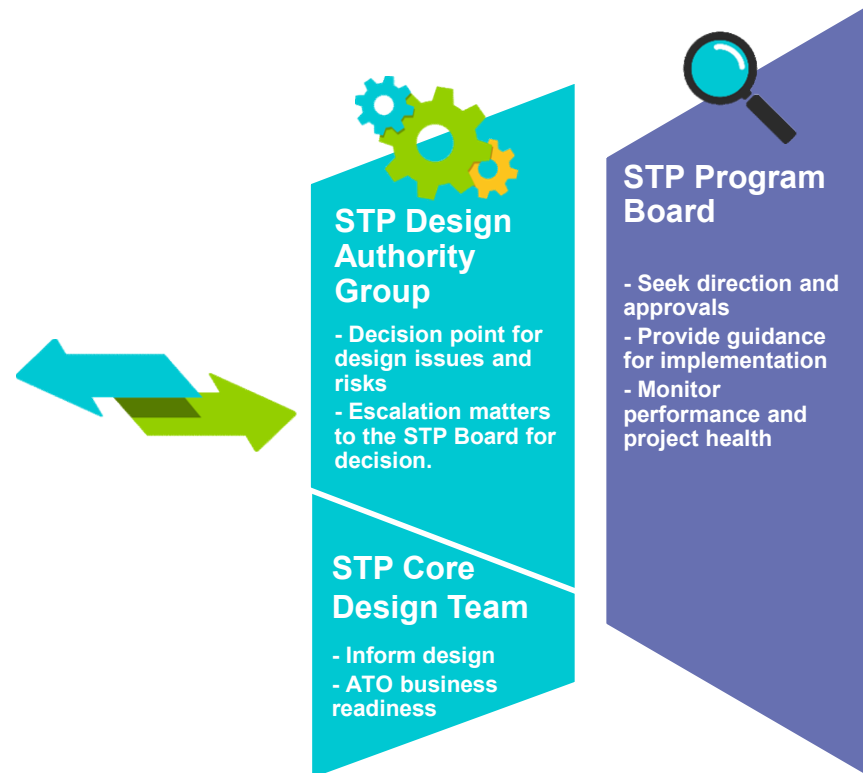 STP Design
Authority
Group
- Decision point for
design issues and
risks
- Escalation matters
to the STP Board for
decision.
STP Core
Design Team
- Inform design
- ATO business
readiness
STP Program
Board
- Seek direction and
approvals
- Provide guidance
for implementation
- Monitor
performance and
project health